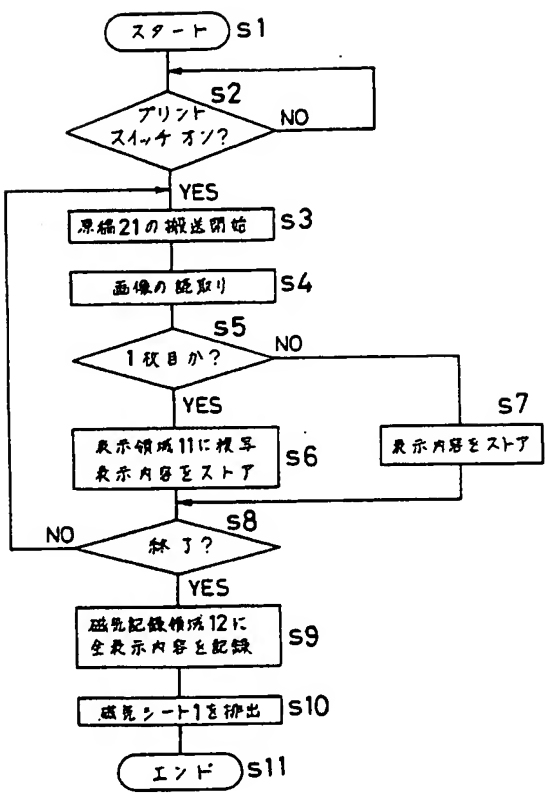 スタート s1
s2
プリント
スイッチオン?
NO
YES
原稿21の搬送開始 s3
画像の読取り s4
s5
1枚目か?
NO
YES
s7
表示領域11に複写
表示内容をストア
s6
表示内容をストア
s8
NO
終了?
YES
磁気記録領域12に
全表示内容を記録
s9
磁気シート1を排出 s10
エンド s11